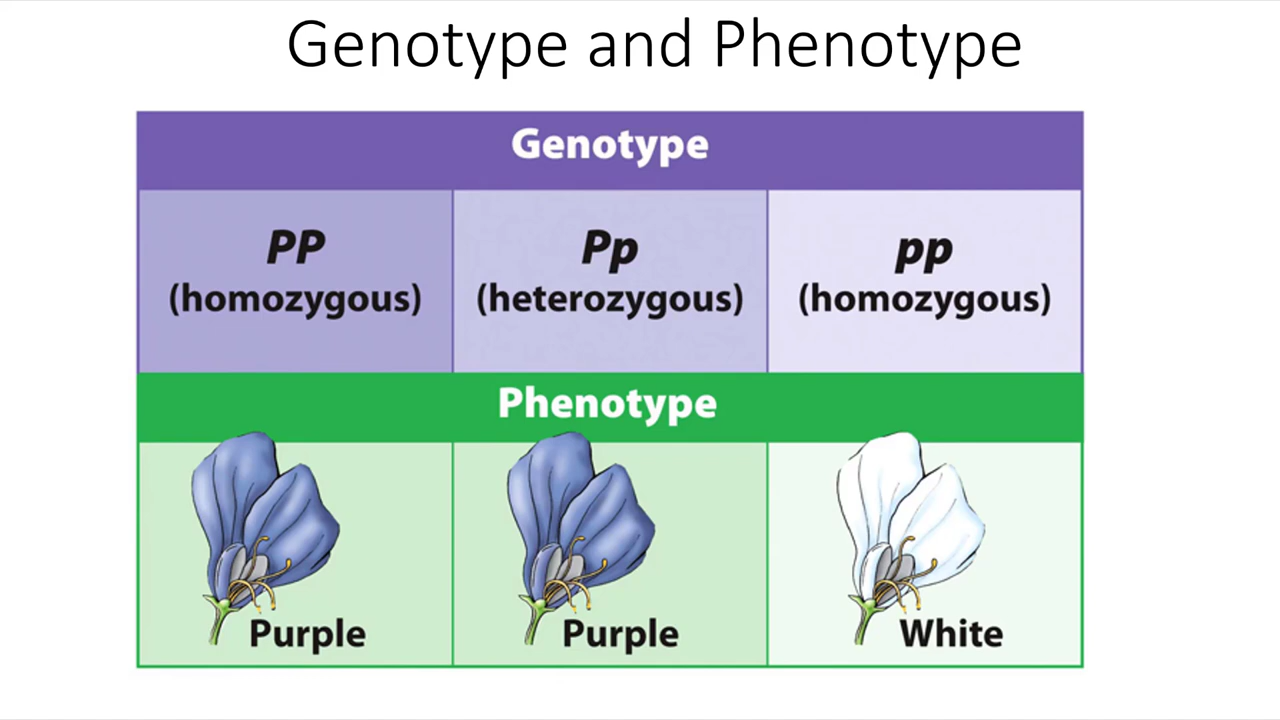 Genotype and Phenotype
Genotype
PP
(homozygous)
Pp
(heterozygous)
pp
(homozygous)
Phenotype
Purple
Purple
White